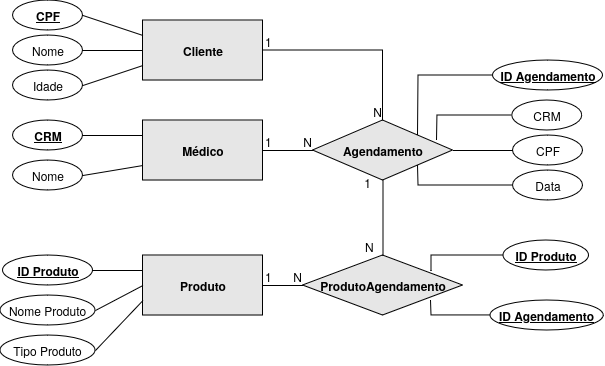 CPF
Nome
Idade
Cliente
1
N
ID Agendamento
CRM
Nome
Médico
1
N
Agendamento
CRM
CPF
Data
1
N
ID Produto
Nome Produto
Tipo Produto
Produto
1
N
ProdutoAgendamento
ID Produto
ID Agendamento